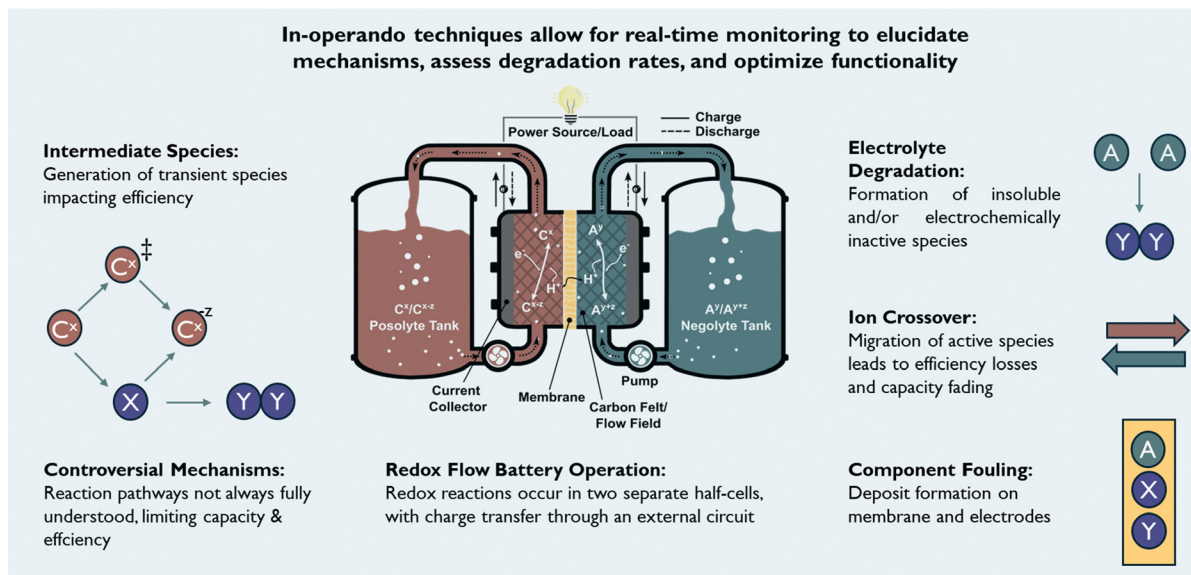 In-operando techniques allow for real-time monitoring to elucidate
mechanisms, assess degradation rates, and optimize functionality
Intermediate Species:
Generation of transient species
impacting efficiency
Cˣ
‡
Cˣ
Cˣ
-z
X
Y Y
Controversial Mechanisms:
Reaction pathways not always fully
understood, limiting capacity &
effciency
Power Source/Load
Charge
Discharge
e⁻
e⁻
Cˣ
Aʸ
e⁻
e⁻
H⁺
H⁺
Cˣ⁻ᶻ
Aʸ⁺ᶻ
Cˣ/Cˣ⁻ᶻ
Posolyte Tank
Aʸ/Aʸ⁺ᶻ
Negolyte Tank
Current
Collector
Membrane
Carbon Felt/
Flow Field
Pump
Redox Flow Battery Operation:
Redox reactions occur in two separate half-cells,
with charge transfer through an external circuit
Electrolyte
Degradation:
Formation of insoluble
and/or electrochemically
inactive species
A A
Y Y
Ion Crossover:
Migration of active species
leads to efficiency losses
and capacity fading
Component Fouling:
Deposit formation on
membrane and electrodes
A
X
Y